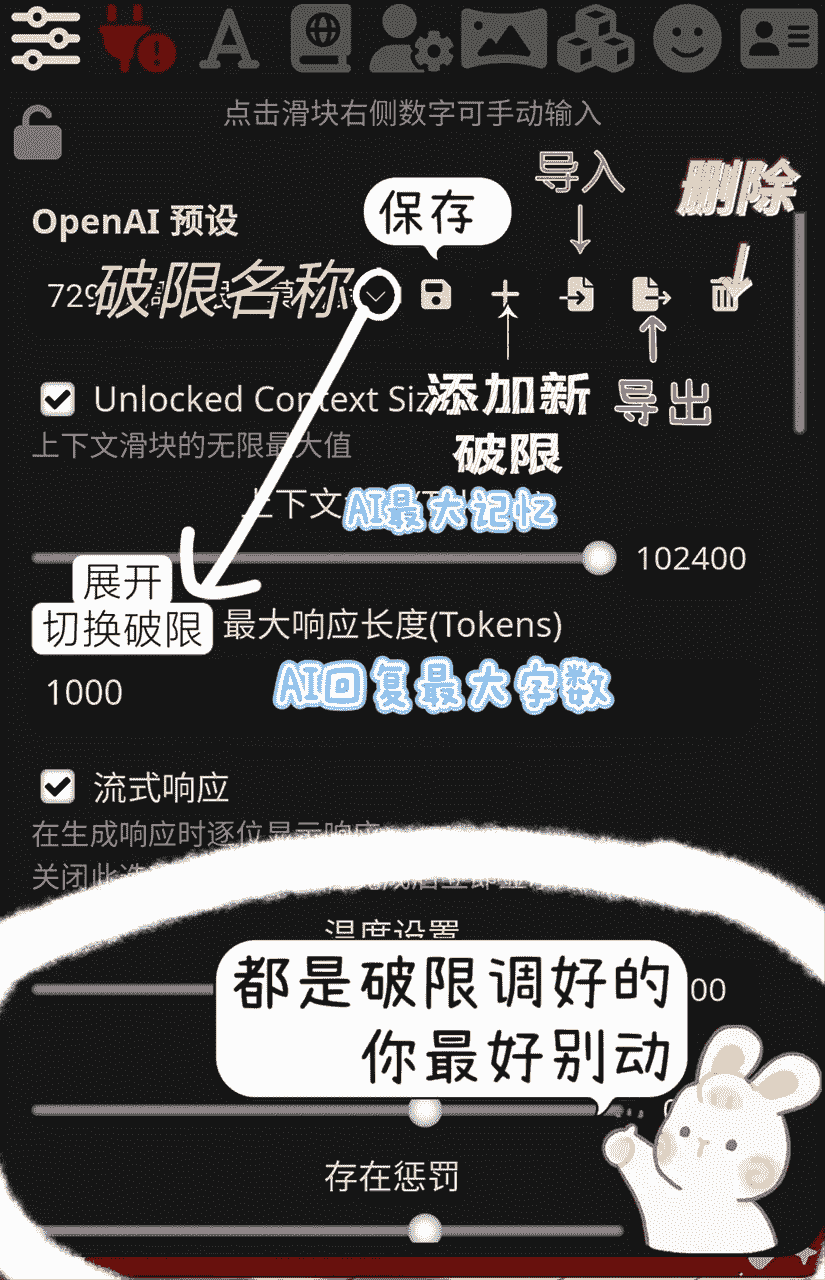 点击滑块右侧数字可手动输入
导入
删除
保存
OpenAI 预设
729
破限名称
添加新
破限
导出
Unlocked Context Siz
上下文滑块的无限最大值
上下文
AI最大记忆
102400
展开
切换破限
最大响应长度(Tokens)
1000
AI回复最大字数
流式响应
在生成响应时逐位显示响应
关闭此
温度设置
都是破限调好的
你最好别动
00
存在惩罚